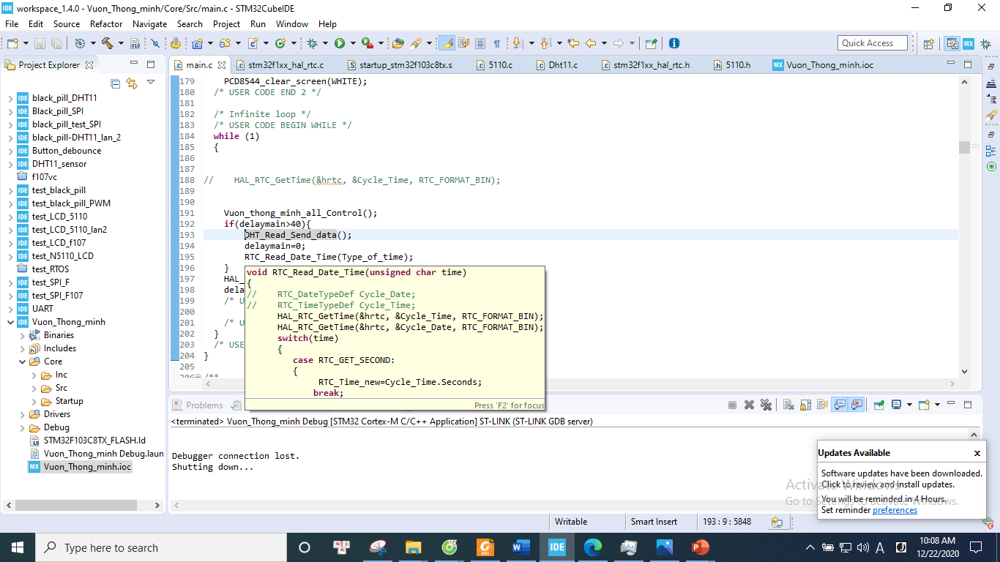 workspace_1.4.0 - Vuon_Thong_minh/Core/Src/main.c - STM32CubeIDE
File Edit Source Refactor Navigate Search Project Run Window Help
Quick Access
Project Explorer
main.c stm32f1xx_hal_rtc.c startup_stm32f103c8tx.s 5110.c Dht11.c stm32f1xx_hal_rtc.h 5110.h Vuon_Thong_minh.ioc
black_pill_DHT11
Black_pill_SPI
black_pill_test_SPI
black_pill-DHT11_lan_2
Button_debounce
DHT11_sensor
f107vc
test_black_pill
test_black_pill_PWM
test_LCD_5110
test_LCD_5110_lan2
test_LCD_f107
test_N5110_LCD
test_RTOS
test_SPI_F
test_SPI_F107
UART
Vuon_Thong_minh
Binaries
Includes
Core
Inc
Src
Startup
Drivers
Debug
STM32F103C8TX_FLASH.ld
Vuon_Thong_minh Debug.laun
Vuon_Thong_minh.ioc
179 PCD8544_clear_screen(WHITE);
180 /* USER CODE END 2 */
181
182 /* Infinite loop */
183 /* USER CODE BEGIN WHILE */
184 while (1)
185 {
186
187
188 // HAL_RTC_GetTime(&hrtc, &Cycle_Time, RTC_FORMAT_BIN);
189
190
191 Vuon_thong_minh_all_Control();
192 if(delaymain>40){
193 DHT_Read_Send_data();
194 delaymain=0;
195 RTC_Read_Date_Time(Type_of_time);
196 }
197 HAL_
198 dela
199 /* U
200
201 /* U
202 }
203 /* USE
204 }
205
206 /**
void RTC_Read_Date_Time(unsigned char time)
{
// RTC_DateTypeDef Cycle_Date;
// RTC_TimeTypeDef Cycle_Time;
HAL_RTC_GetTime(&hrtc, &Cycle_Time, RTC_FORMAT_BIN);
HAL_RTC_GetTime(&hrtc, &Cycle_Date, RTC_FORMAT_BIN);
switch(time)
{
case RTC_GET_SECOND:
{
RTC_Time_new=Cycle_Time.Seconds;
break;
Press 'F2' for focus
Problems
<terminated> Vuon_Thong_minh Debug [STM32 Cortex-M C/C++ Application] ST-LINK (ST-LINK GDB server)
Debugger connection lost.
Shutting down...
Updates Available
Software updates have been downloaded.
Click to review and install updates.
You will be reminded in 4 Hours.
Set reminder preferences
Activate Windows
Go to Settings to activate Windows.
Writable Smart Insert 193 : 9 : 5848
Type here to search
10:08 AM
12/22/2020